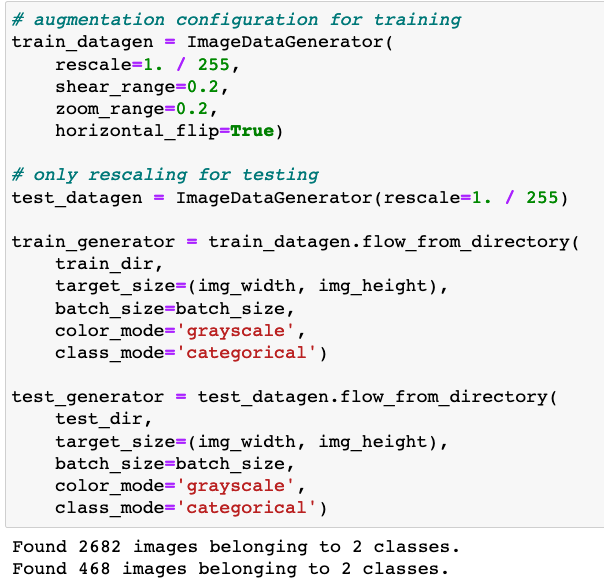 # augmentation configuration for training
train_datagen = ImageDataGenerator(
    rescale=1. / 255,
    shear_range=0.2,
    zoom_range=0.2,
    horizontal_flip=True)

# only rescaling for testing
test_datagen = ImageDataGenerator(rescale=1. / 255)

train_generator = train_datagen.flow_from_directory(
    train_dir,
    target_size=(img_width, img_height),
    batch_size=batch_size,
    color_mode='grayscale',
    class_mode='categorical')

test_generator = test_datagen.flow_from_directory(
    test_dir,
    target_size=(img_width, img_height),
    batch_size=batch_size,
    color_mode='grayscale',
    class_mode='categorical')

Found 2682 images belonging to 2 classes.
Found 468 images belonging to 2 classes.